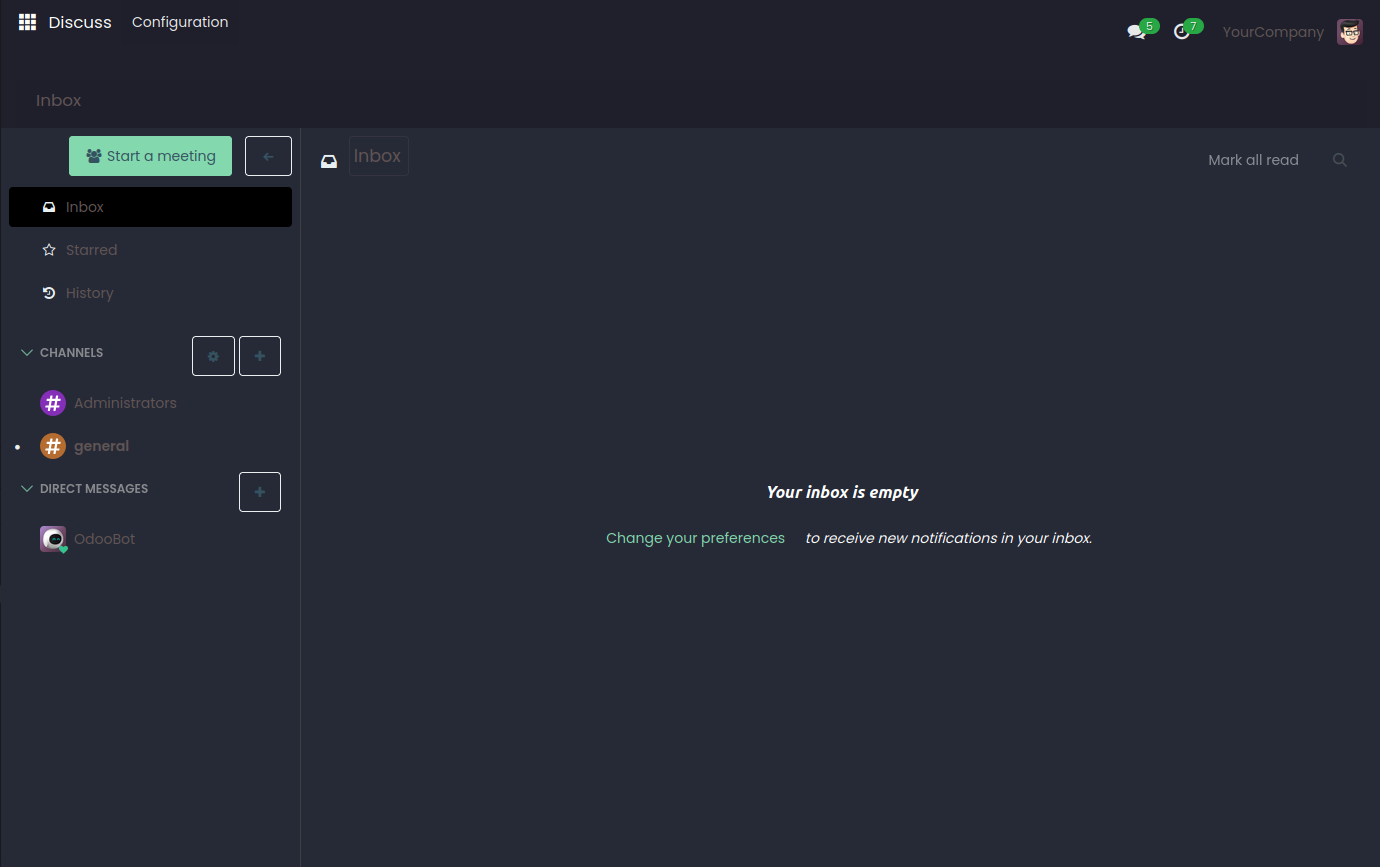 Discuss Configuration 5 7 YourCompany
Inbox
Start a meeting
Inbox Mark all read
Inbox
Starred
History
CHANNELS
Administrators
general
DIRECT MESSAGES
OdooBot
Your inbox is empty
Change your preferences to receive new notifications in your inbox.